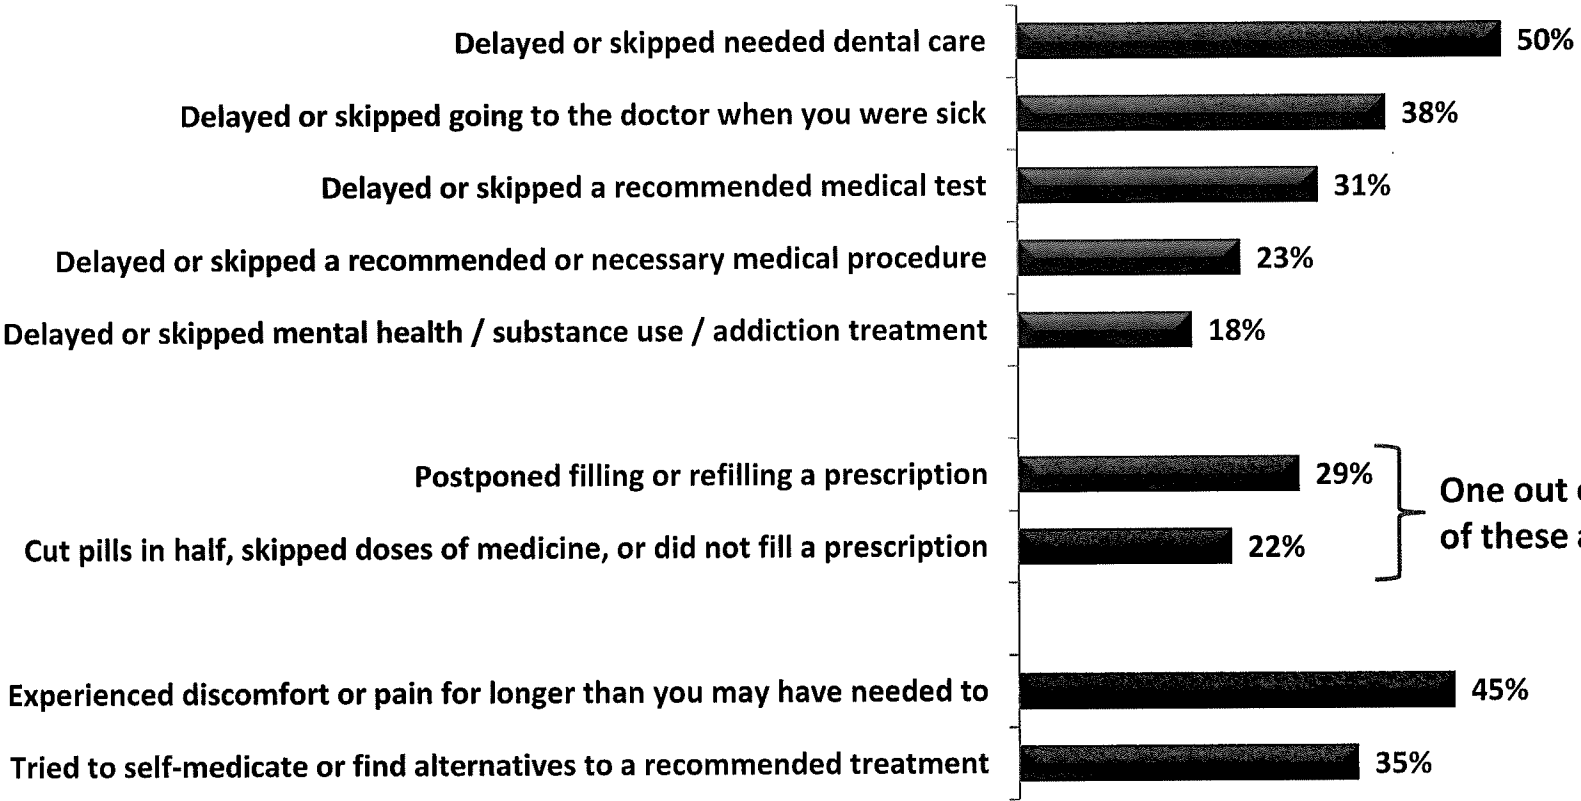 Delayed or skipped needed dental care 50%
Delayed or skipped going to the doctor when you were sick 38%
Delayed or skipped a recommended medical test 31%
Delayed or skipped a recommended or necessary medical procedure 23%
Delayed or skipped mental health / substance use / addiction treatment 18%
Postponed filling or refilling a prescription 29%
One out
Cut pills in half, skipped doses of medicine, or did not fill a prescription 22%
of these
Experienced discomfort or pain for longer than you may have needed to 45%
Tried to self-medicate or find alternatives to a recommended treatment 35%